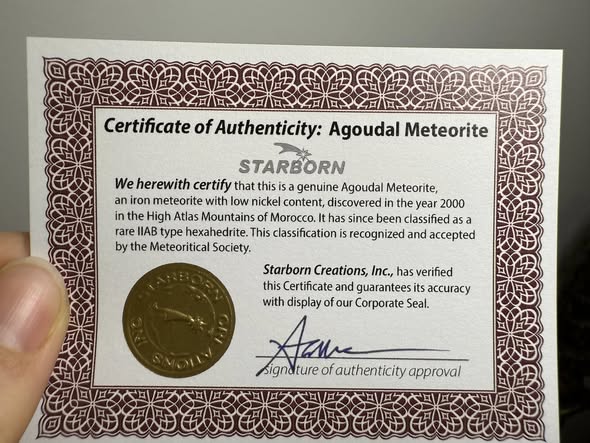 Certificate of Authenticity: Agoudal Meteorite
STARBORN
We herewith certify that this is a genuine Agoudal Meteorite,
an iron meteorite with low nickel content, discovered in the year 2000
in the High Atlas Mountains of Morocco. It has since been classified as a
rare IIAB type hexahedrite. This classification is recognized and accepted
by the Meteoritical Society.
Starborn Creations, Inc., has verified
this Certificate and guarantees its accuracy
with display of our Corporate Seal.
STARBORN CREATIONS INC
signature of authenticity approval